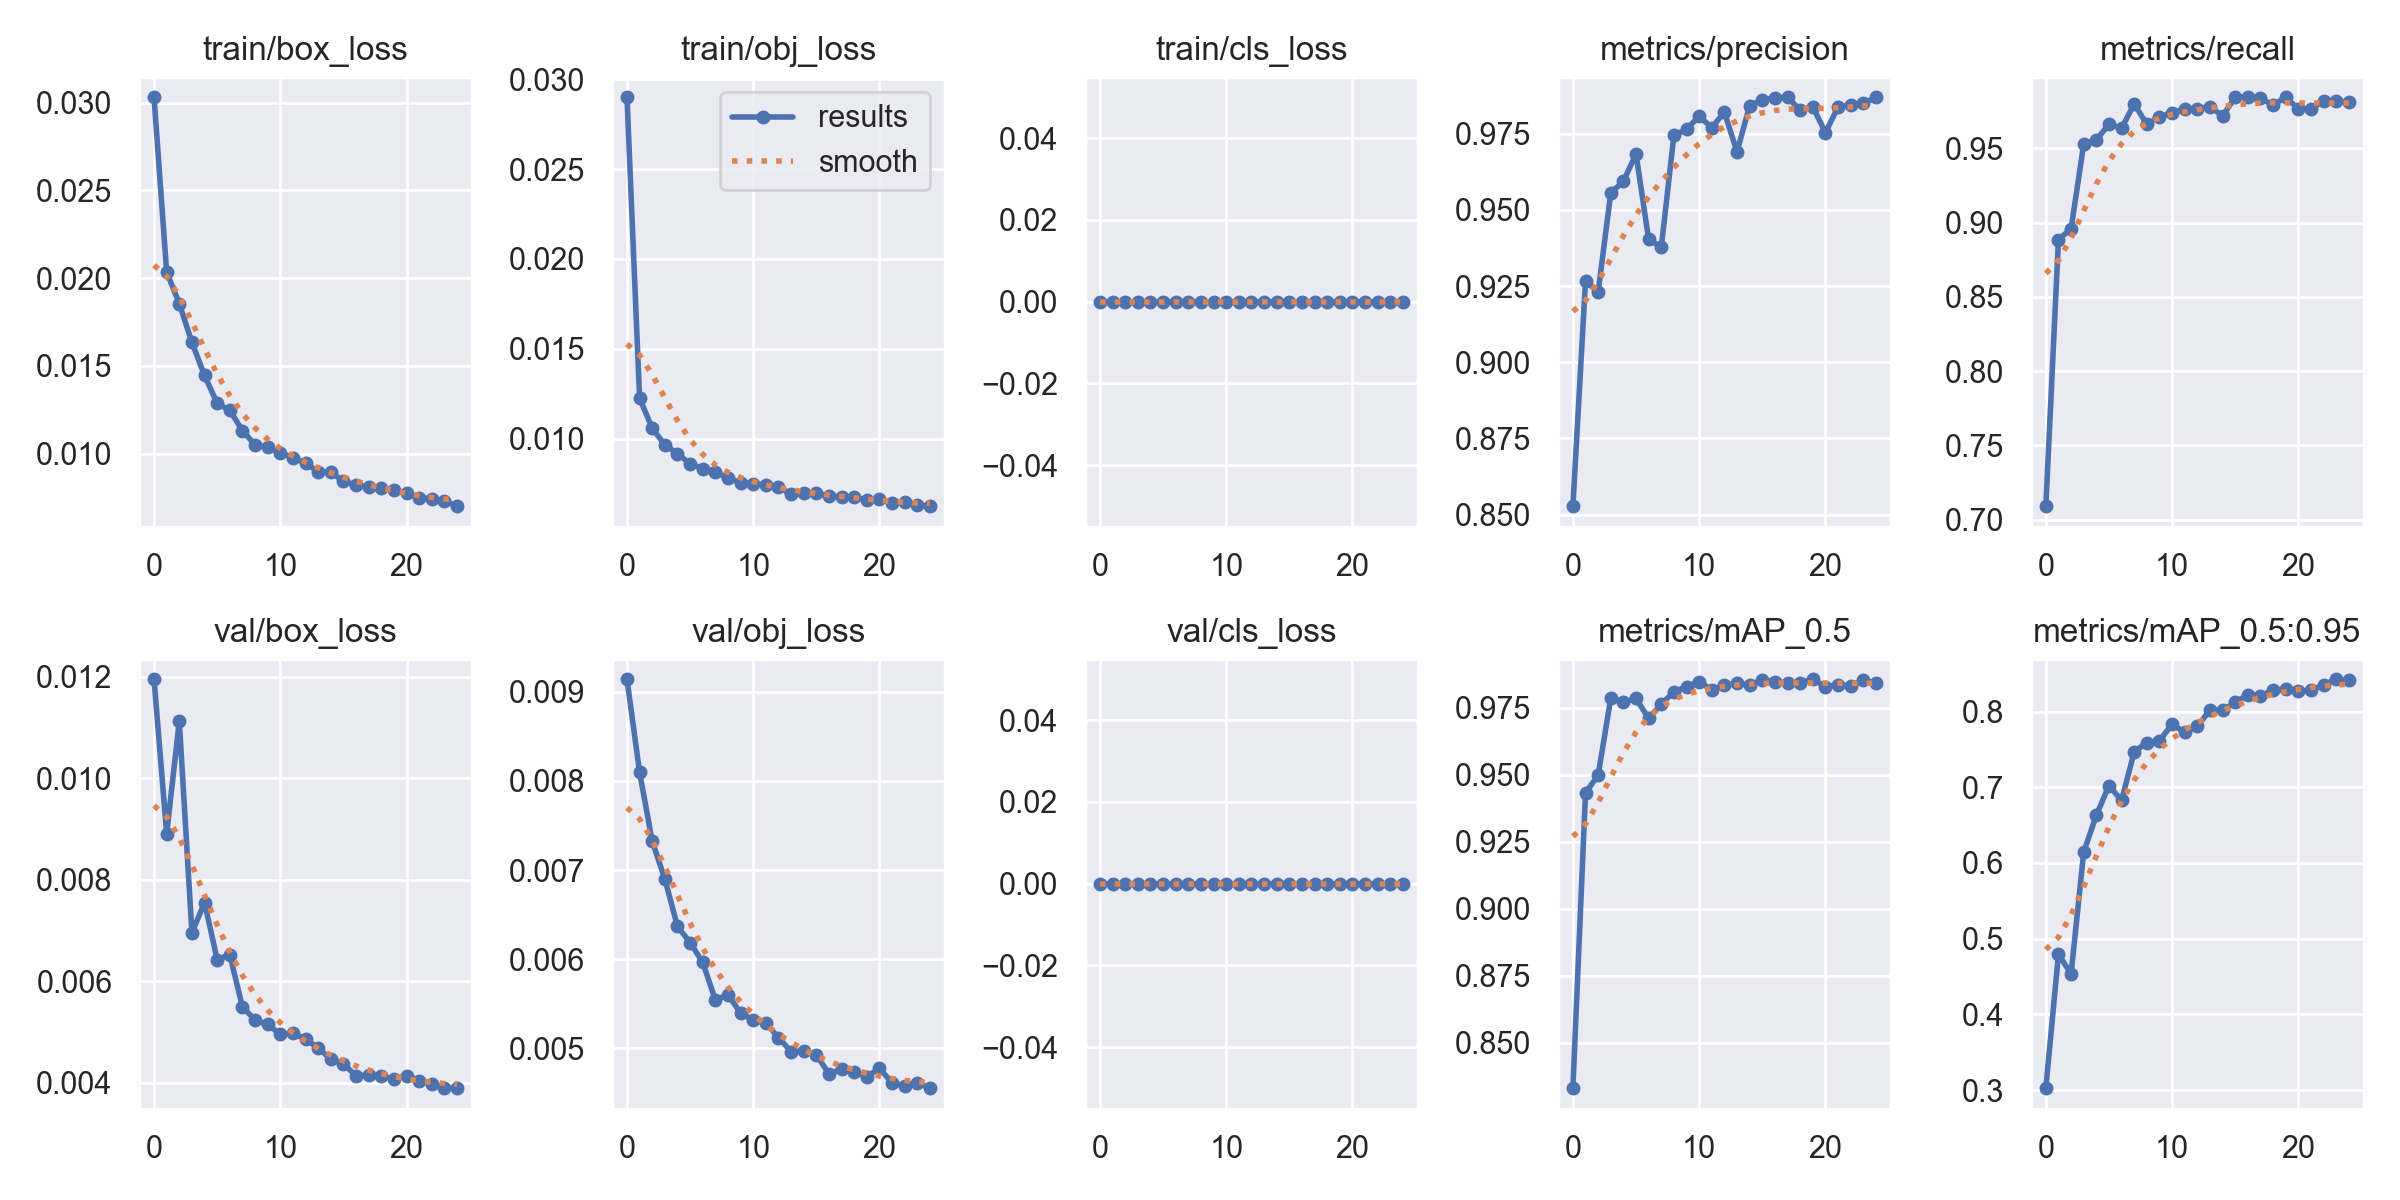 train/box_loss
0.030
0.025
0.020
0.015
0.010
0 10 20
train/obj_loss
results
smooth
0.030
0.025
0.020
0.015
0.010
0 10 20
train/cls_loss
0.04
0.02
0.00
−0.02
−0.04
0 10 20
metrics/precision
0.975
0.950
0.925
0.900
0.875
0.850
0 10 20
metrics/recall
0.95
0.90
0.85
0.80
0.75
0.70
0 10 20
val/box_loss
0.012
0.010
0.008
0.006
0.004
0 10 20
val/obj_loss
0.009
0.008
0.007
0.006
0.005
0 10 20
val/cls_loss
0.04
0.02
0.00
−0.02
−0.04
0 10 20
metrics/mAP_0.5
0.975
0.950
0.925
0.900
0.875
0.850
0 10 20
metrics/mAP_0.5:0.95
0.8
0.7
0.6
0.5
0.4
0.3
0 10 20